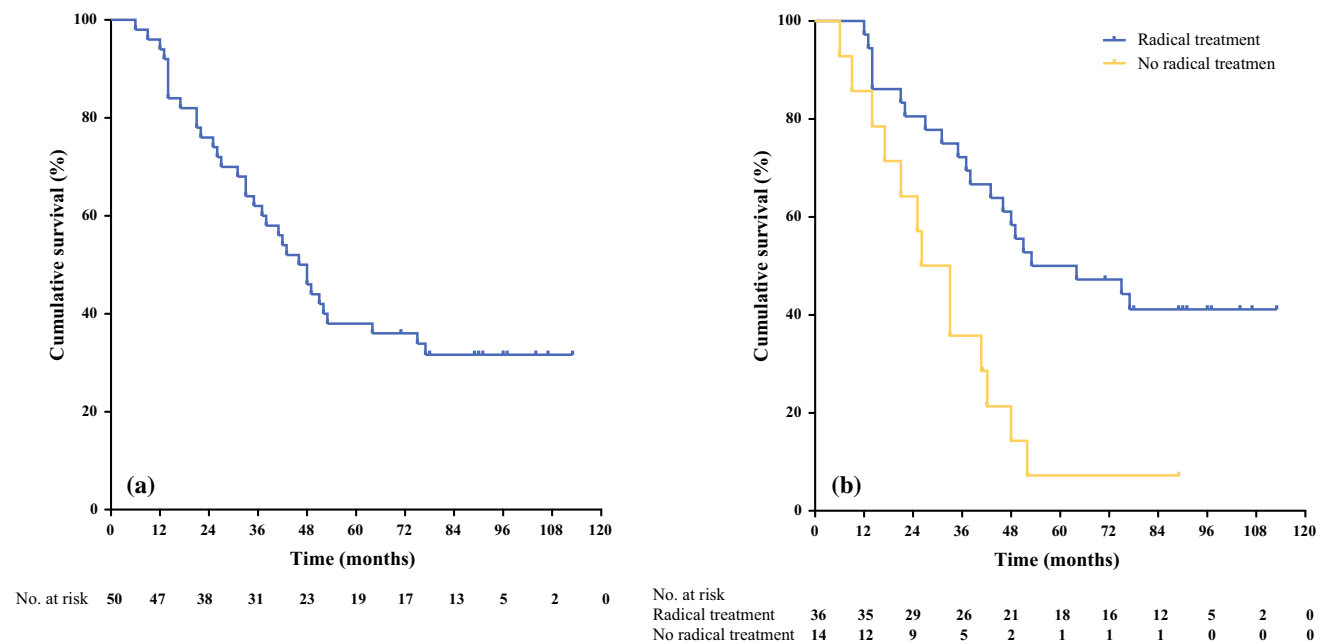 100
80
60
40
20
0
Cumulative survival (%)
(a)
0 12 24 36 48 60 72 84 96 108 120
Time (months)
No. at risk 50 47 38 31 23 19 17 13 5 2 0
100
80
60
40
20
0
Cumulative survival (%)
Radical treatment
No radical treatmen
(b)
0 12 24 36 48 60 72 84 96 108 120
Time (months)
No. at risk
Radical treatment 36 35 29 26 21 18 16 12 5 2 0
No radical treatment 14 12 9 5 2 1 1 1 0 0 0